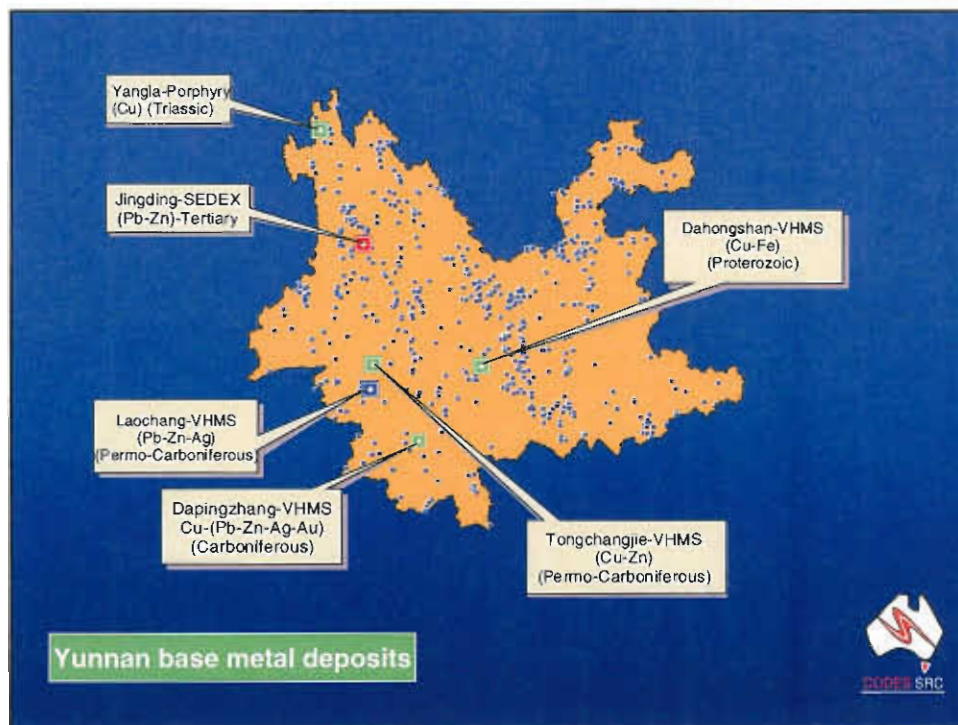 Yangla-Porphyry
(Cu) (Triassic)
Jingding-SEDEX
(Pb-Zn)-Tertiary
Dahongshan-VHMS
(Cu-Fe)
(Proterozoic)
Laochang-VHMS
(Pb-Zn-Ag)
(Permo-Carboniferous)
Dapingzhang-VHMS
Cu-(Pb-Zn-Ag-Au)
(Carboniferous)
Tongchangjie-VHMS
(Cu-Zn)
(Permo-Carboniferous)
Yunnan base metal deposits
CODES SRC